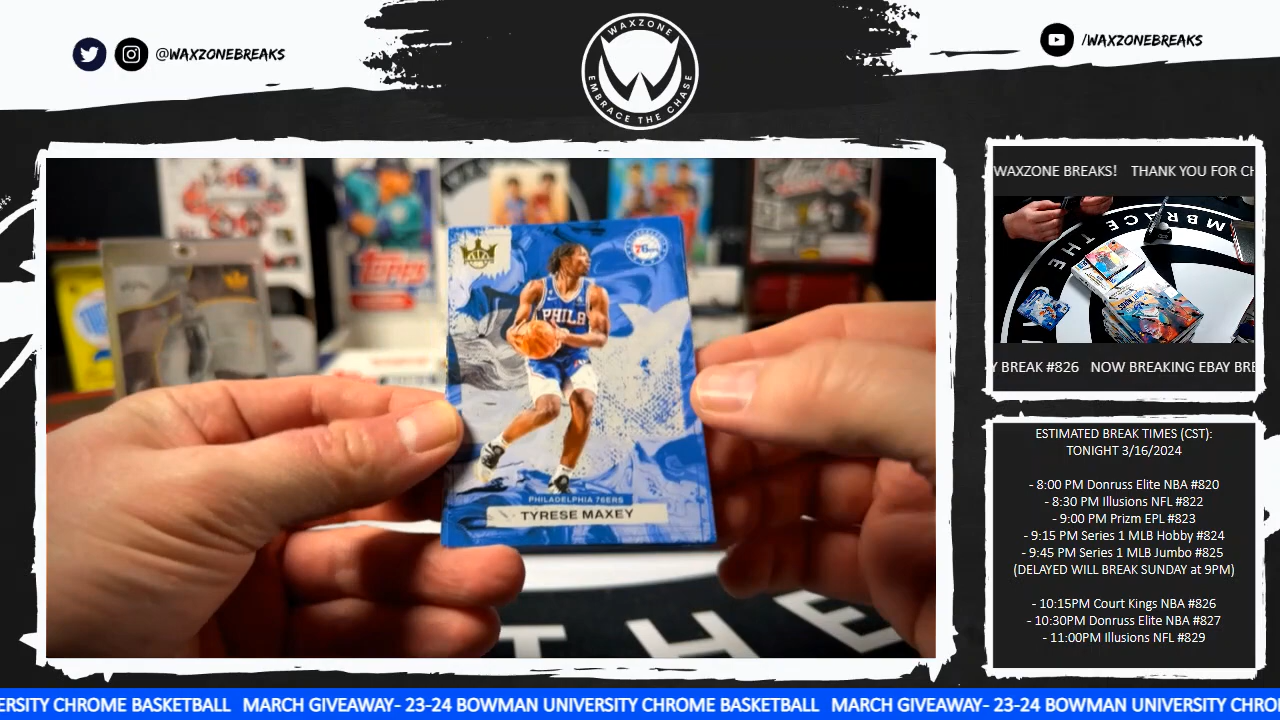 @WAXZONEBREAKS
WAXZONE
EMBRACE THE CHASE
/WAXZONEBREAKS
WAXZONE BREAKS! THANK YOU FOR CH
EMBRACE THE
Y BREAK #826 NOW BREAKING EBAY BRE
TOPPS
76ERS
PHILA
PHILADELPHIA 76ERS
TYRESE MAXEY
THE
ESTIMATED BREAK TIMES (CST):
TONIGHT 3/16/2024
- 8:00 PM Donruss Elite NBA #820
- 8:30 PM Illusions NFL #822
- 9:00 PM Prizm EPL #823
- 9:15 PM Series 1 MLB Hobby #824
- 9:45 PM Series 1 MLB Jumbo #825
(DELAYED WILL BREAK SUNDAY at 9PM)
- 10:15PM Court Kings NBA #826
- 10:30PM Donruss Elite NBA #827
- 11:00PM Illusions NFL #829
ERSITY CHROME BASKETBALL MARCH GIVEAWAY- 23-24 BOWMAN UNIVERSITY CHROME BASKETBALL MARCH GIVEAWAY- 23-24 BOWMAN UNIVERSITY CHRO